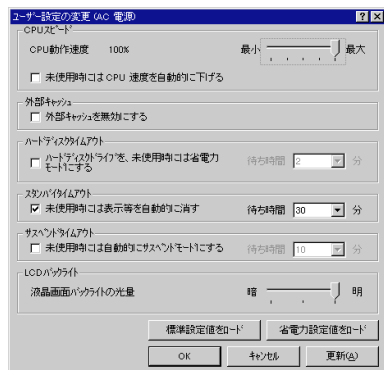 ユーザー設定の変更 (AC 電源)
CPUスピード
CPU動作速度 100% 最小 最大
未使用時には CPU 速度を自動的に下げる
外部キャッシュ
外部キャッシュを無効にする
ハードディスクタイムアウト
ハードディスクドライブを、未使用時には省電力
モードにする
待ち時間 2 分
スタンバイタイムアウト
未使用時には表示等を自動的に消す 待ち時間 30 分
サスペンドタイムアウト
未使用時には自動的にサスペンドモードにする 待ち時間 10 分
LCDバックライト
液晶画面バックライトの光量 暗 明
標準設定値をロード 省電力設定値をロード
OK キャンセル 更新(A)